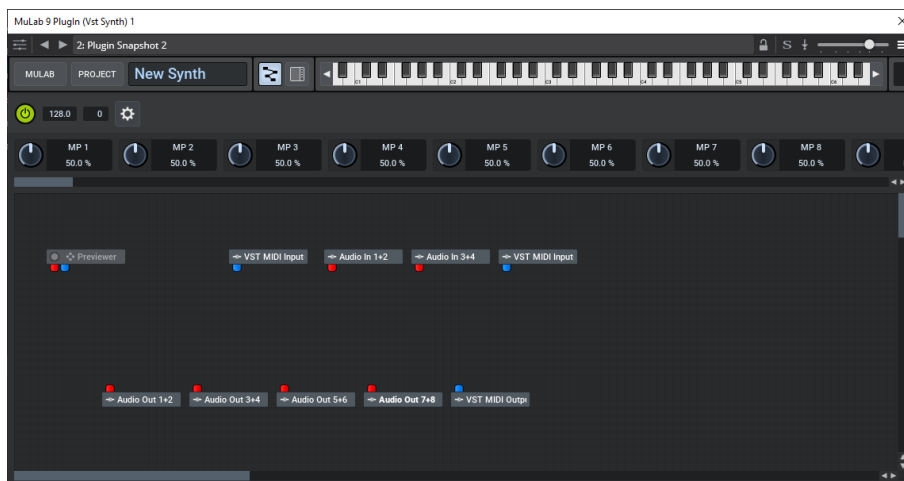 MuLab 9 PlugIn (Vst Synth) 1
2: Plugin Snapshot 2
S
MULAB PROJECT New Synth
C1 C2 C3 C4 C5 C6
128.0 0
MP 1 MP 2 MP 3 MP 4 MP 5 MP 6 MP 7 MP 8
50.0 % 50.0 % 50.0 % 50.0 % 50.0 % 50.0 % 50.0 % 50.0 %
Previewer VST MIDI Input Audio In 1+2 Audio In 3+4 VST MIDI Input
Audio Out 1+2 Audio Out 3+4 Audio Out 5+6 Audio Out 7+8 VST MIDI Outp